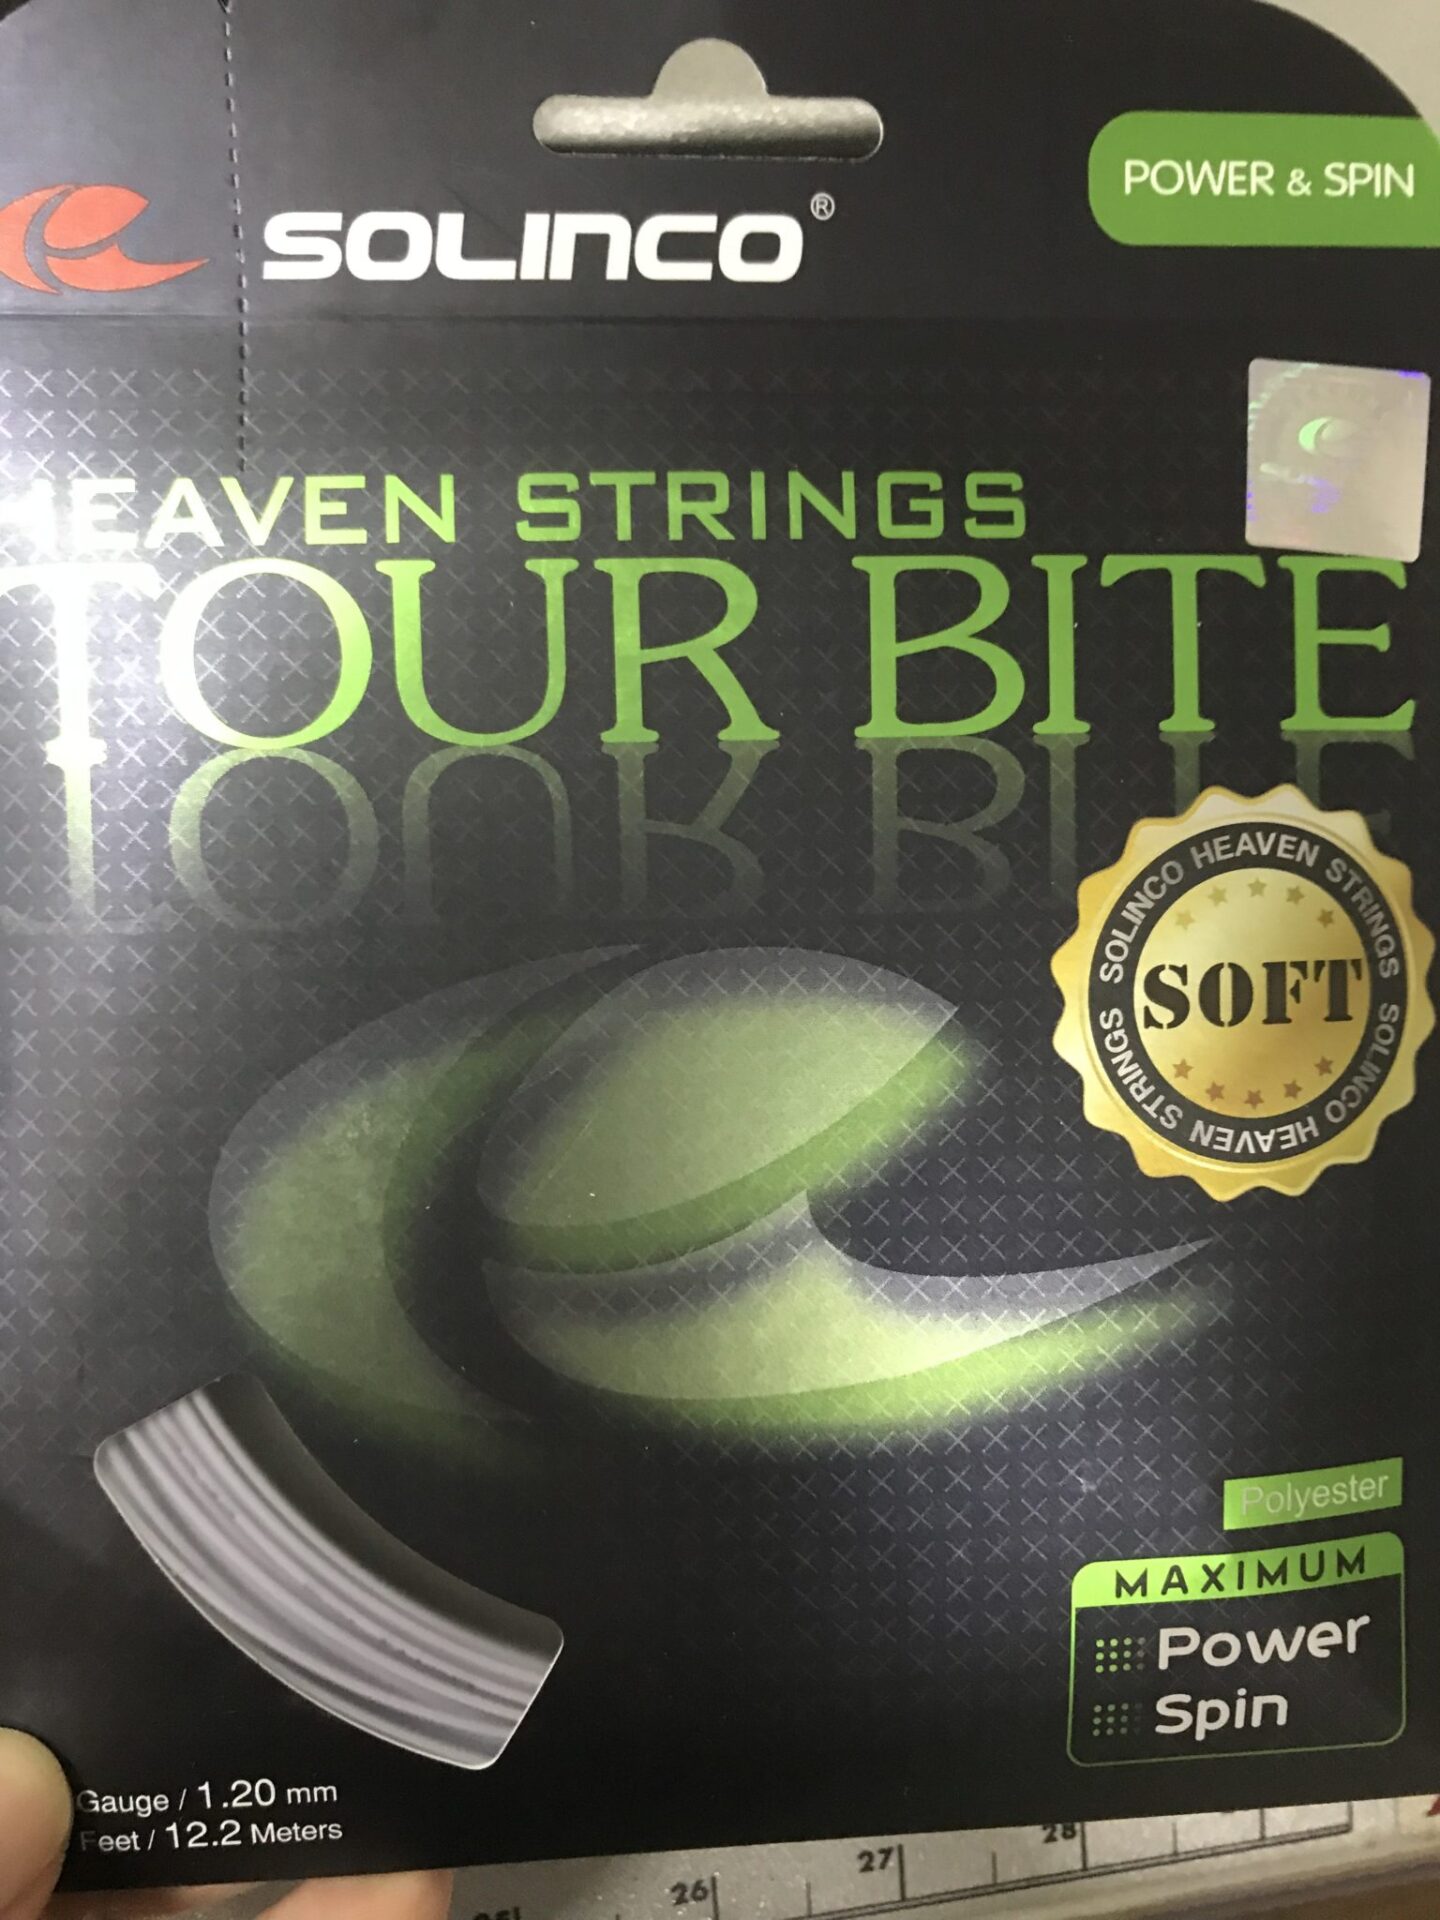 SOLINCO®
POWER & SPIN
HEAVEN STRINGS
TOUR BITE
SOLINCO HEAVEN STRINGS SOLINCO HEAVEN STRINGS
SOFT
Polyester
MAXIMUM
Power
Spin
Gauge / 1.20 mm
Feet / 12.2 Meters
26
27
28